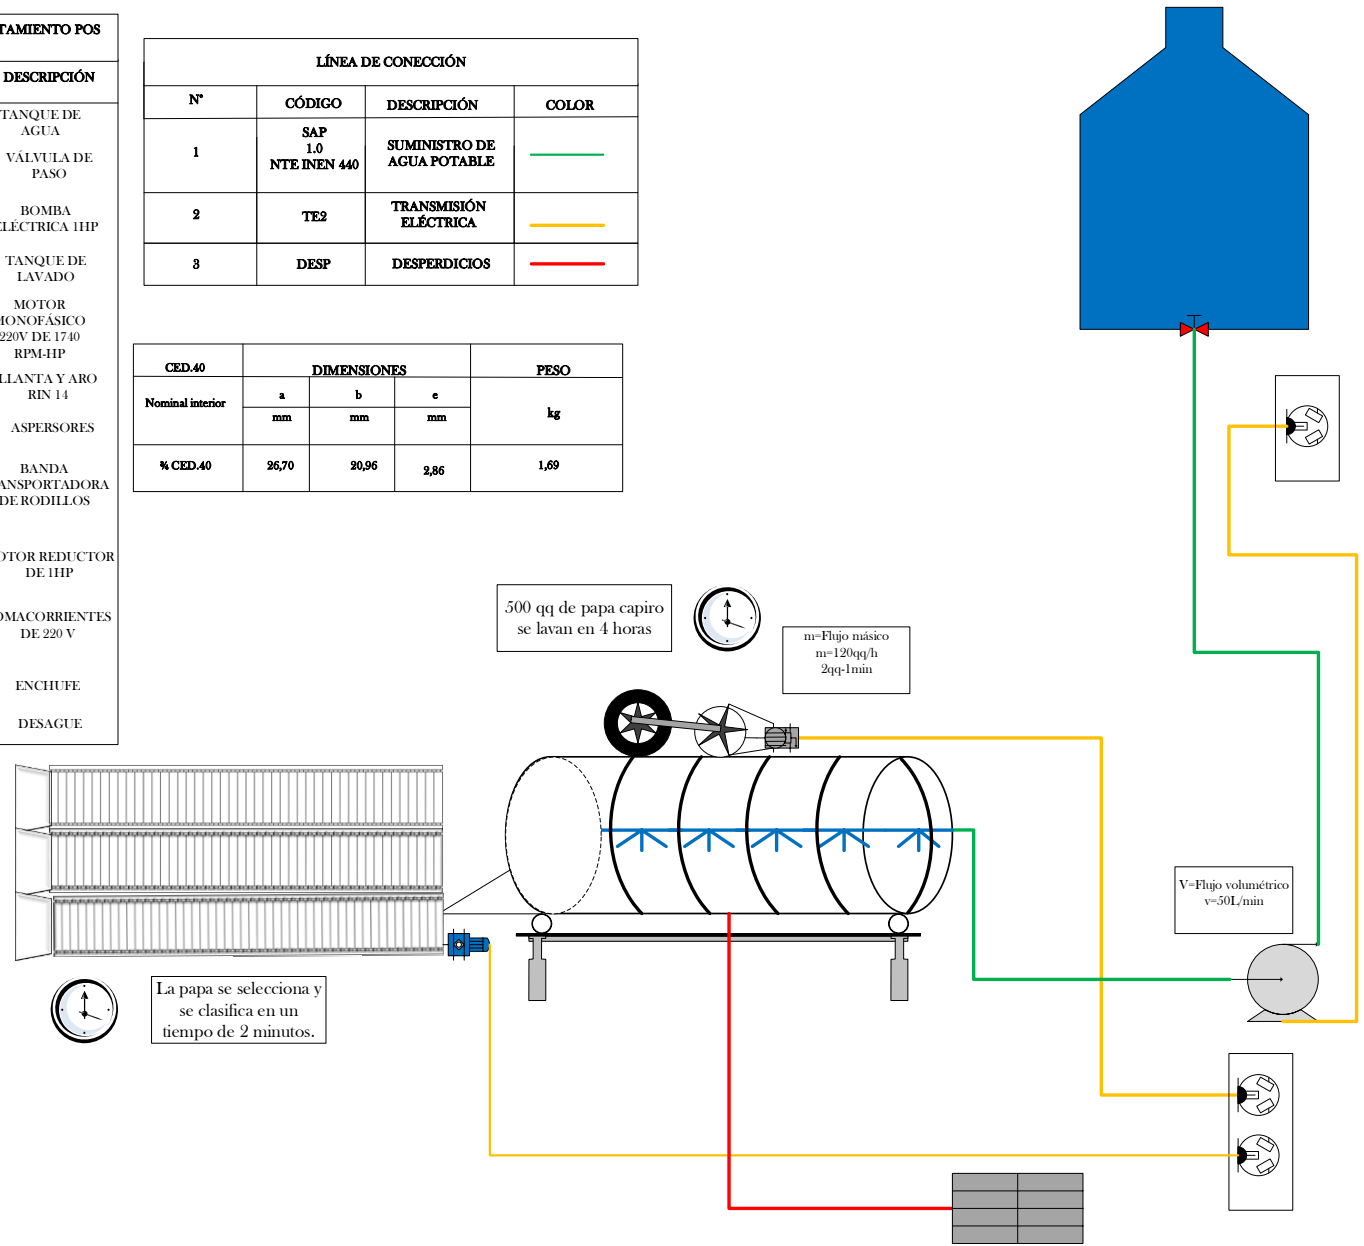 TAMIENTO POS
DESCRIPCIÓN
TANQUE DE
AGUA
VÁLVULA DE
PASO
BOMBA
ELÉCTRICA 1HP
TANQUE DE
LAVADO
MOTOR
MONOFÁSICO
220V DE 1740
RPM-HP
LLANTA Y ARO
RIN 14
ASPERSORES
BANDA
ANSPORTADORA
DE RODILLOS
OTOR REDUCTOR
DE 1HP
OMACORRIENTES
DE 220 V
ENCHUFE
DESAGUE
LÍNEA DE CONECCIÓN
N° CÓDIGO DESCRIPCIÓN COLOR
1 SAP
1.0
NTE INEN 440
SUMINISTRO DE
AGUA POTABLE
2 TE2 TRANSMISIÓN
ELÉCTRICA
3 DESP DESPERDICIOS
CED.40 DIMENSIONES PESO
Nominal interior a b e kg
mm mm mm
¾ CED.40 26,70 20,96 2,86 1,69
500 qq de papa capiro
se lavan en 4 horas
m=Flujo másico
m=120qq/h
2qq-1min
V=Flujo volumétrico
v=50L/min
La papa se selecciona y
se clasifica en un
tiempo de 2 minutos.